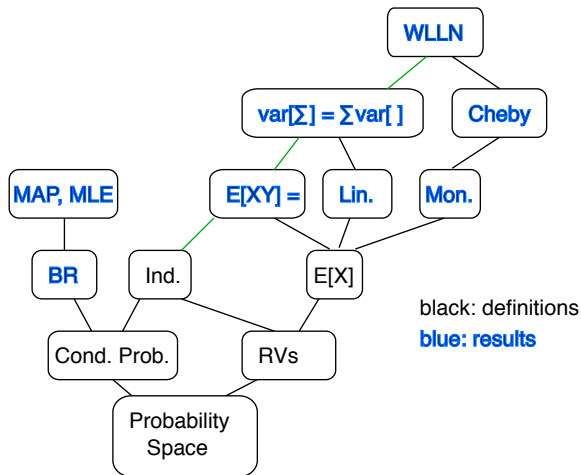 WLLN
var[Σ] = Σvar[ ]
Cheby
MAP, MLE
E[XY] =
Lin.
Mon.
BR
Ind.
E[X]
black: definitions
blue: results
Cond. Prob.
RVs
Probability
Space